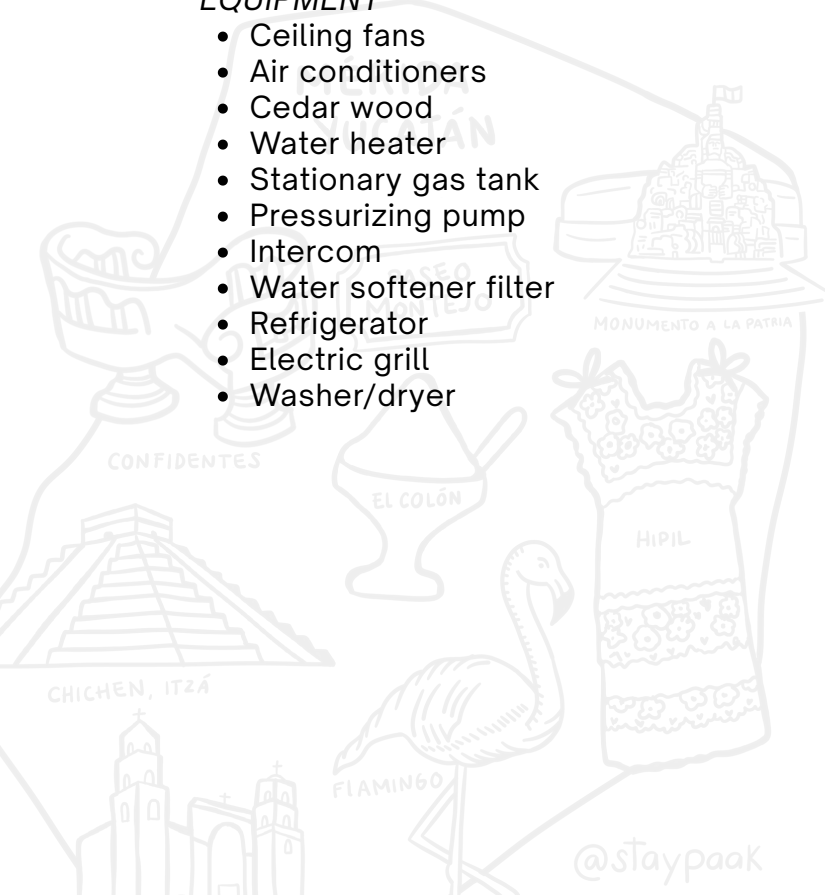 EQUIPMENT
• Ceiling fans
• Air conditioners
MÉRIDA
• Cedar wood
YUCATÁN
• Water heater
• Stationary gas tank
• Pressurizing pump
• Intercom
PASEO
• Water softener filter
MONTEJO
MONUMENTO A LA PATRIA
• Refrigerator
• Electric grill
• Washer/dryer
CONFIDENTES
EL COLÓN
HIPIL
CHICHEN, ITZÁ
FLAMINGO
@staypaak